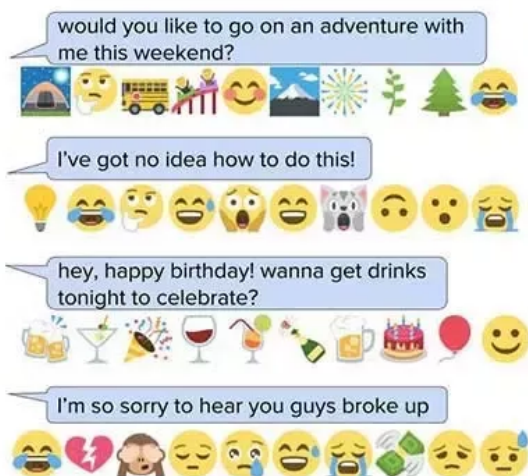 would you like to go on an adventure with
me this weekend?
I've got no idea how to do this!
hey, happy birthday! wanna get drinks
tonight to celebrate?
I'm so sorry to hear you guys broke up